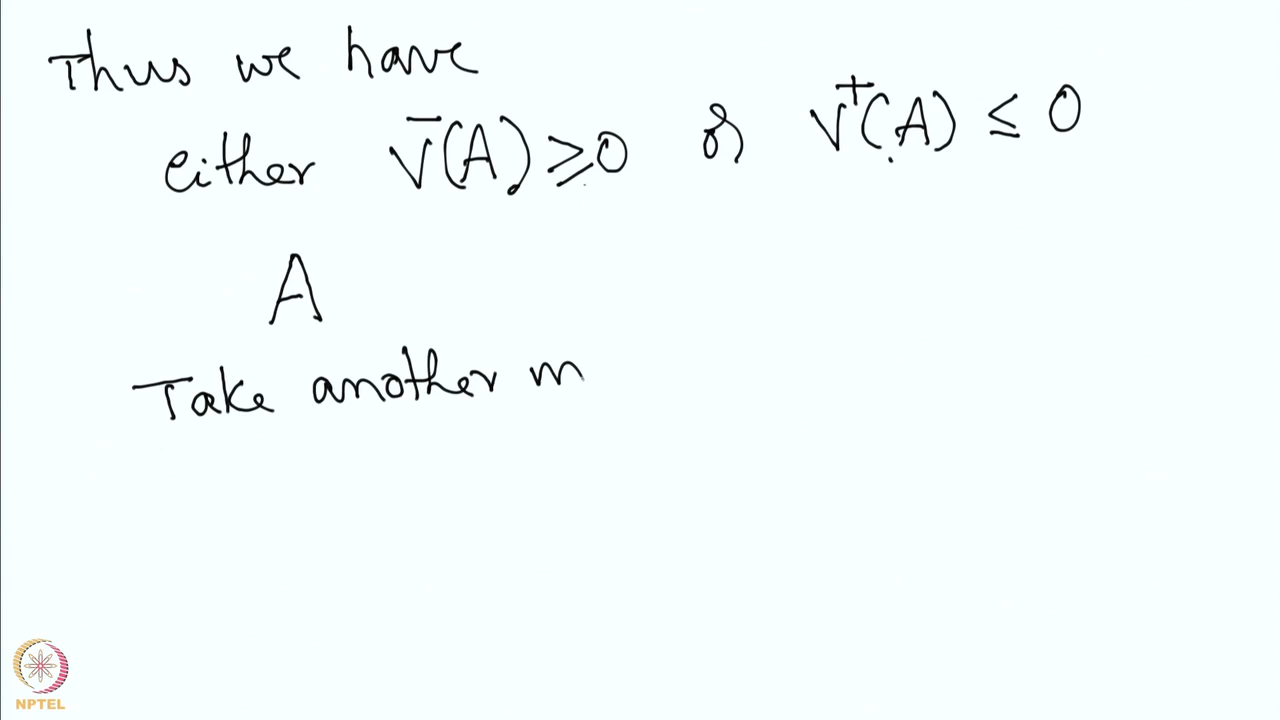 Thus we have
either V⁻(A) ≥ 0 or V⁺(A) ≤ 0
A
Take another m
NPTEL